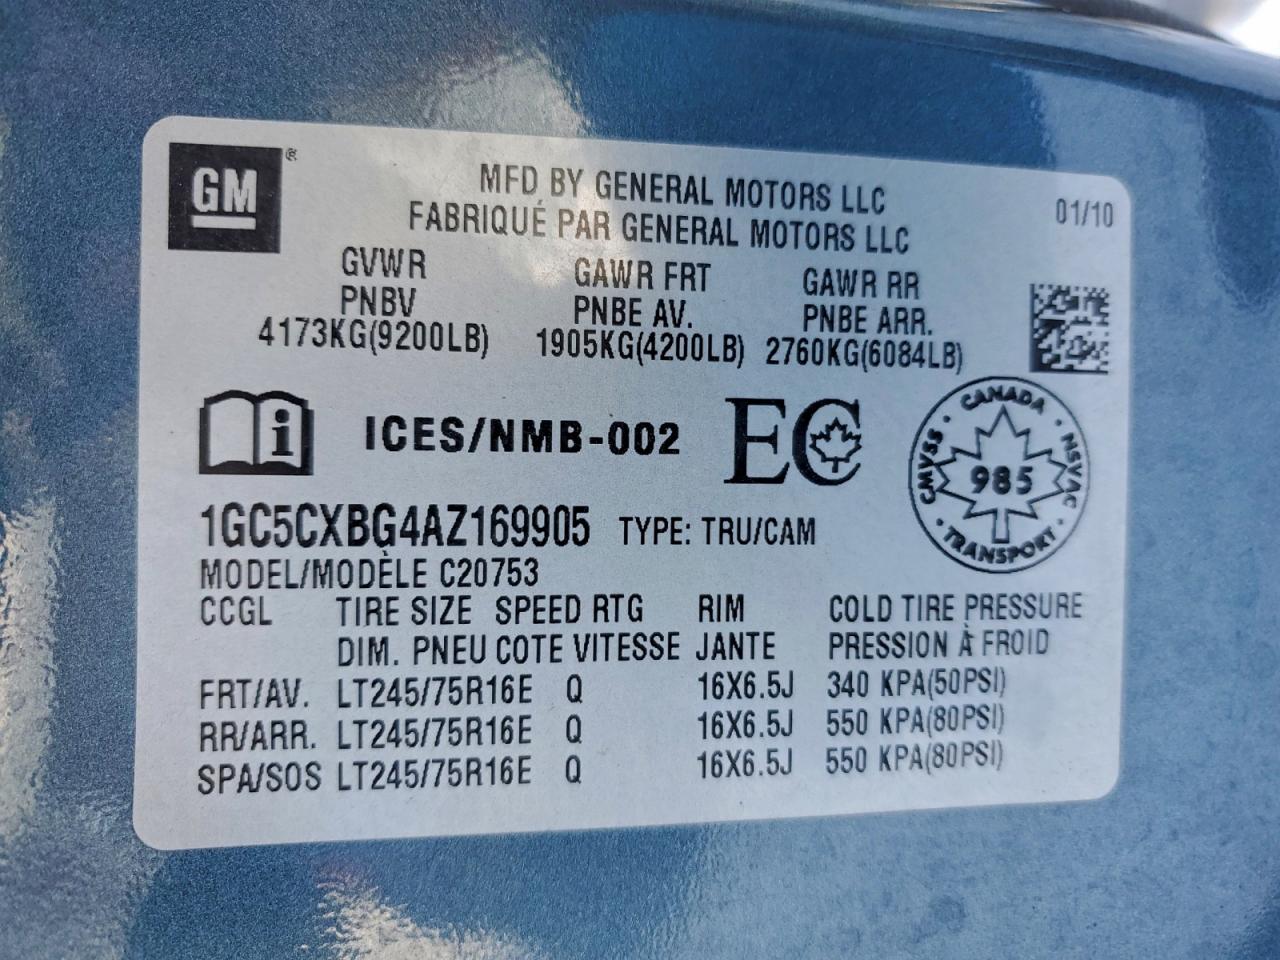 GM ®
MFD BY GENERAL MOTORS LLC
FABRIQUÉ PAR GENERAL MOTORS LLC
01/10
GVWR GAWR FRT GAWR RR
PNBV PNBE AV. PNBE ARR.
4173KG(9200LB) 1905KG(4200LB) 2760KG(6084LB)
i ICES/NMB-002 EC
CANADA
CMVSS · 985 · NSVAC
· TRANSPORT ·
1GC5CXBG4AZ169905 TYPE: TRU/CAM
MODEL/MODÈLE C20753
CCGL TIRE SIZE SPEED RTG RIM COLD TIRE PRESSURE
DIM. PNEU COTE VITESSE JANTE PRESSION À FROID
FRT/AV. LT245/75R16E Q 16X6.5J 340 KPA(50PSI)
RR/ARR. LT245/75R16E Q 16X6.5J 550 KPA(80PSI)
SPA/SOS LT245/75R16E Q 16X6.5J 550 KPA(80PSI)